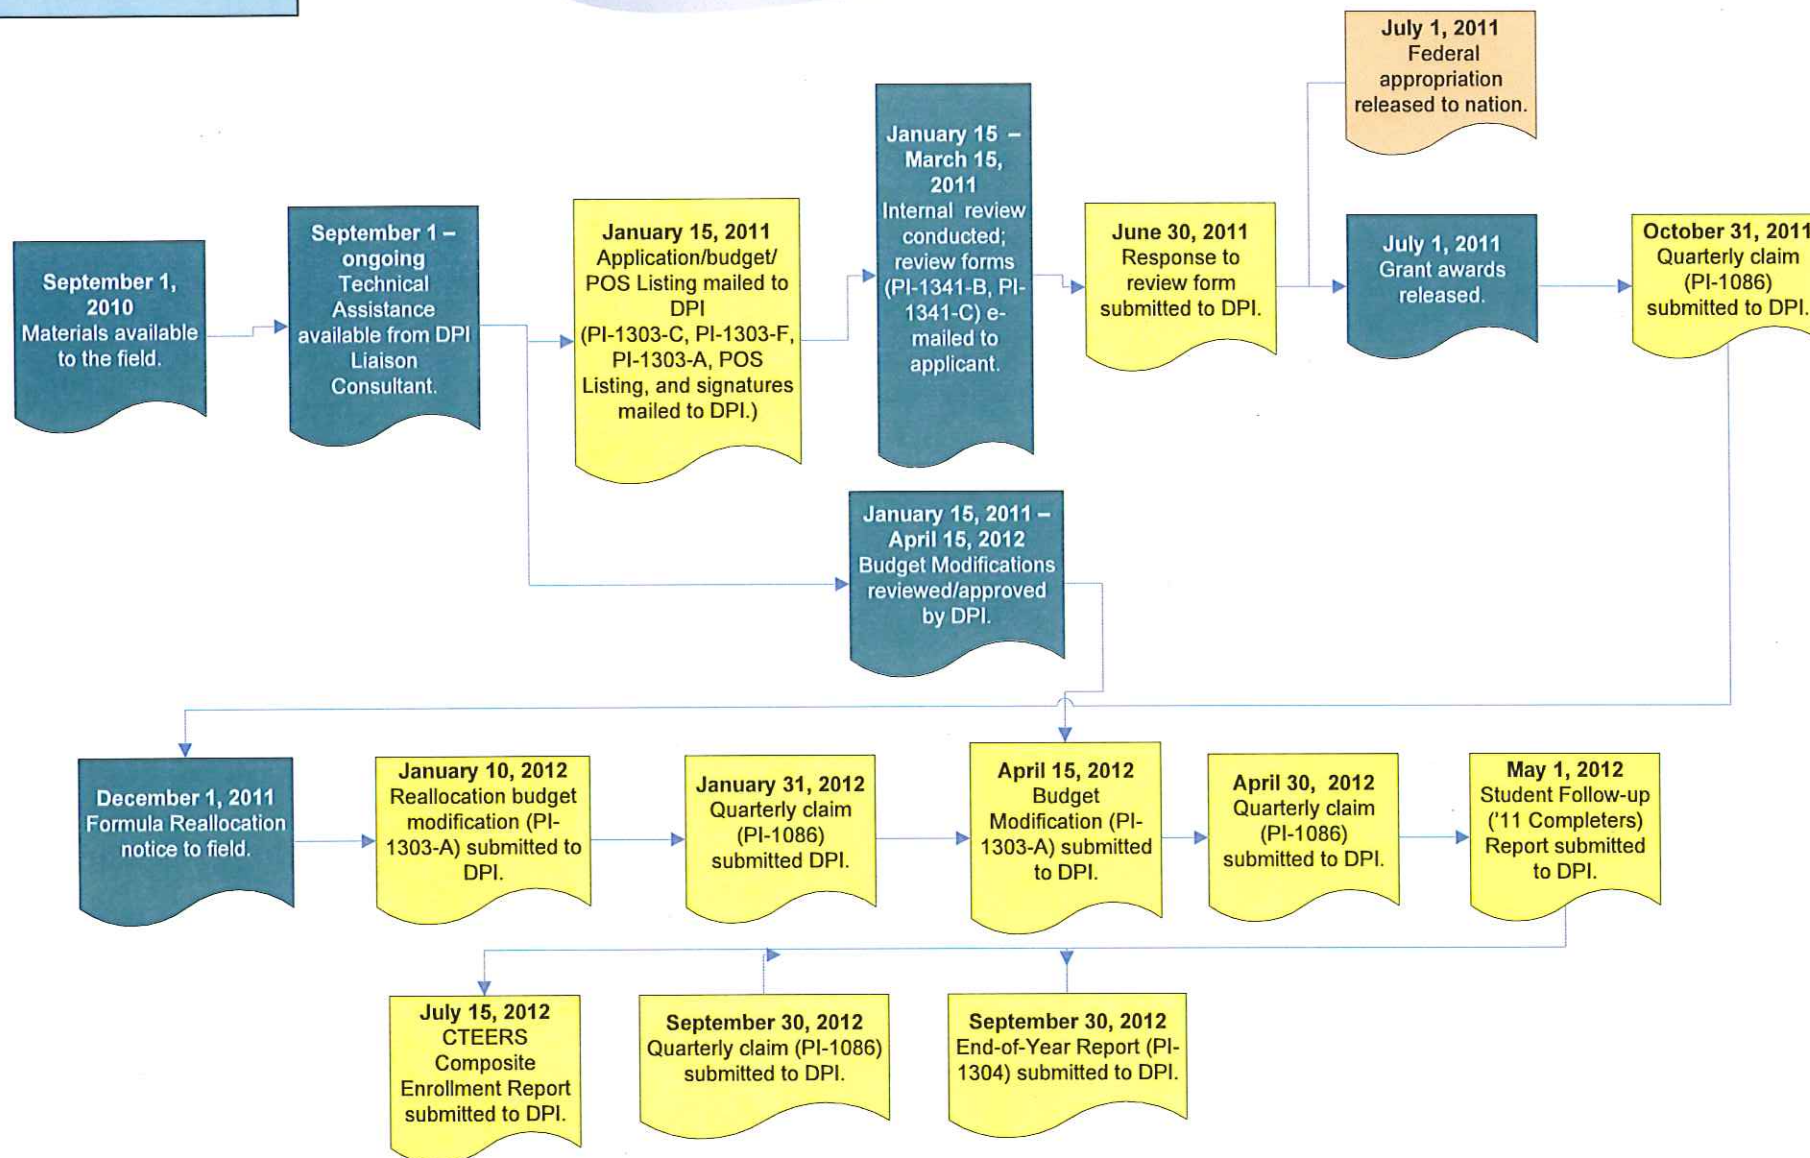 July 1, 2011
Federal
appropriation
released to nation.
September 1,
2010
Materials available
to the field.
September 1 –
ongoing
Technical
Assistance
available from DPI
Liaison
Consultant.
January 15, 2011
Application/budget/
POS Listing mailed to
DPI
(PI-1303-C, PI-1303-F,
PI-1303-A, POS
Listing, and signatures
mailed to DPI.)
January 15 –
March 15,
2011
Internal review
conducted;
review forms
(PI-1341-B, PI-
1341-C) e-
mailed to
applicant.
June 30, 2011
Response to
review form
submitted to DPI.
July 1, 2011
Grant awards
released.
October 31, 2011
Quarterly claim
(PI-1086)
submitted to DPI.
January 15, 2011 –
April 15, 2012
Budget Modifications
reviewed/approved
by DPI.
December 1, 2011
Formula Reallocation
notice to field.
January 10, 2012
Reallocation budget
modification (PI-
1303-A) submitted to
DPI.
January 31, 2012
Quarterly claim
(PI-1086)
submitted DPI.
April 15, 2012
Budget
Modification (PI-
1303-A) submitted
to DPI.
April 30, 2012
Quarterly claim
(PI-1086)
submitted to DPI.
May 1, 2012
Student Follow-up
('11 Completers)
Report submitted
to DPI.
July 15, 2012
CTEERS
Composite
Enrollment Report
submitted to DPI.
September 30, 2012
Quarterly claim (PI-1086)
submitted to DPI.
September 30, 2012
End-of-Year Report (PI-
1304) submitted to DPI.